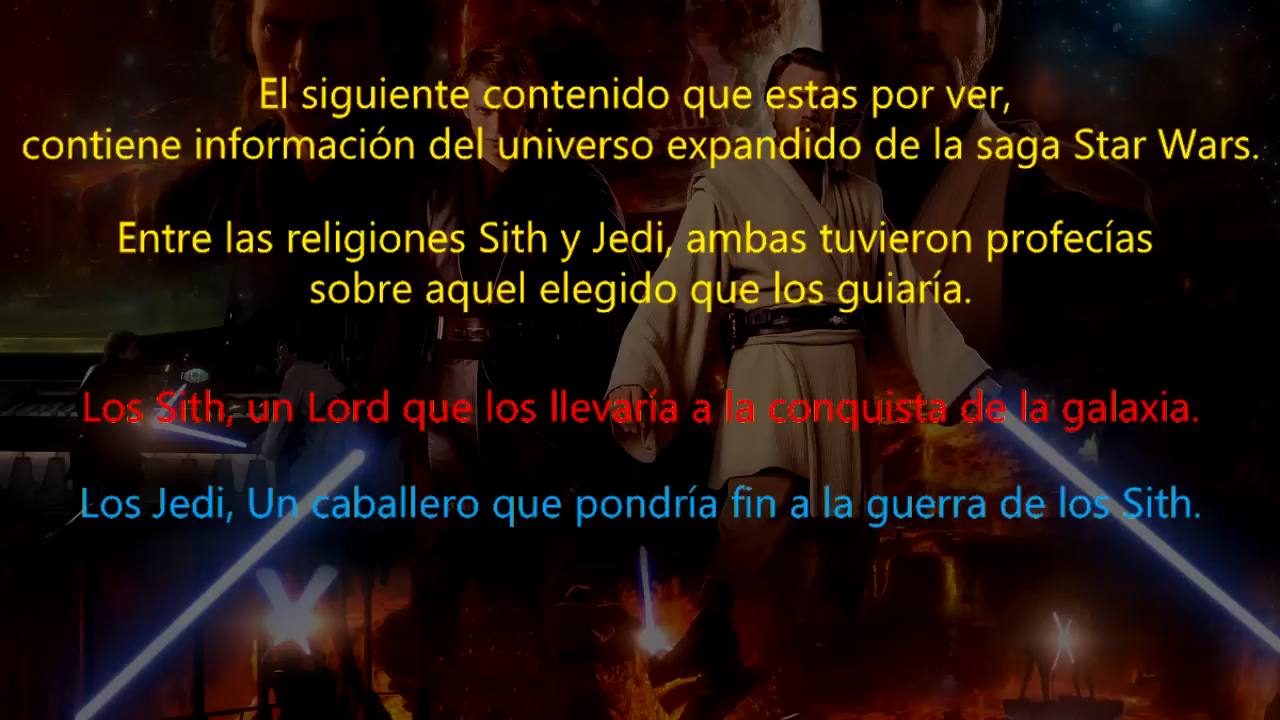 El siguiente contenido que estas por ver,
contiene información del universo expandido de la saga Star Wars.
Entre las religiones Sith y Jedi, ambas tuvieron profecías
sobre aquel elegido que los guiaría.
Los Sith, un Lord que los llevaría a la conquista de la galaxia.
Los Jedi, Un caballero que pondría fin a la guerra de los Sith.